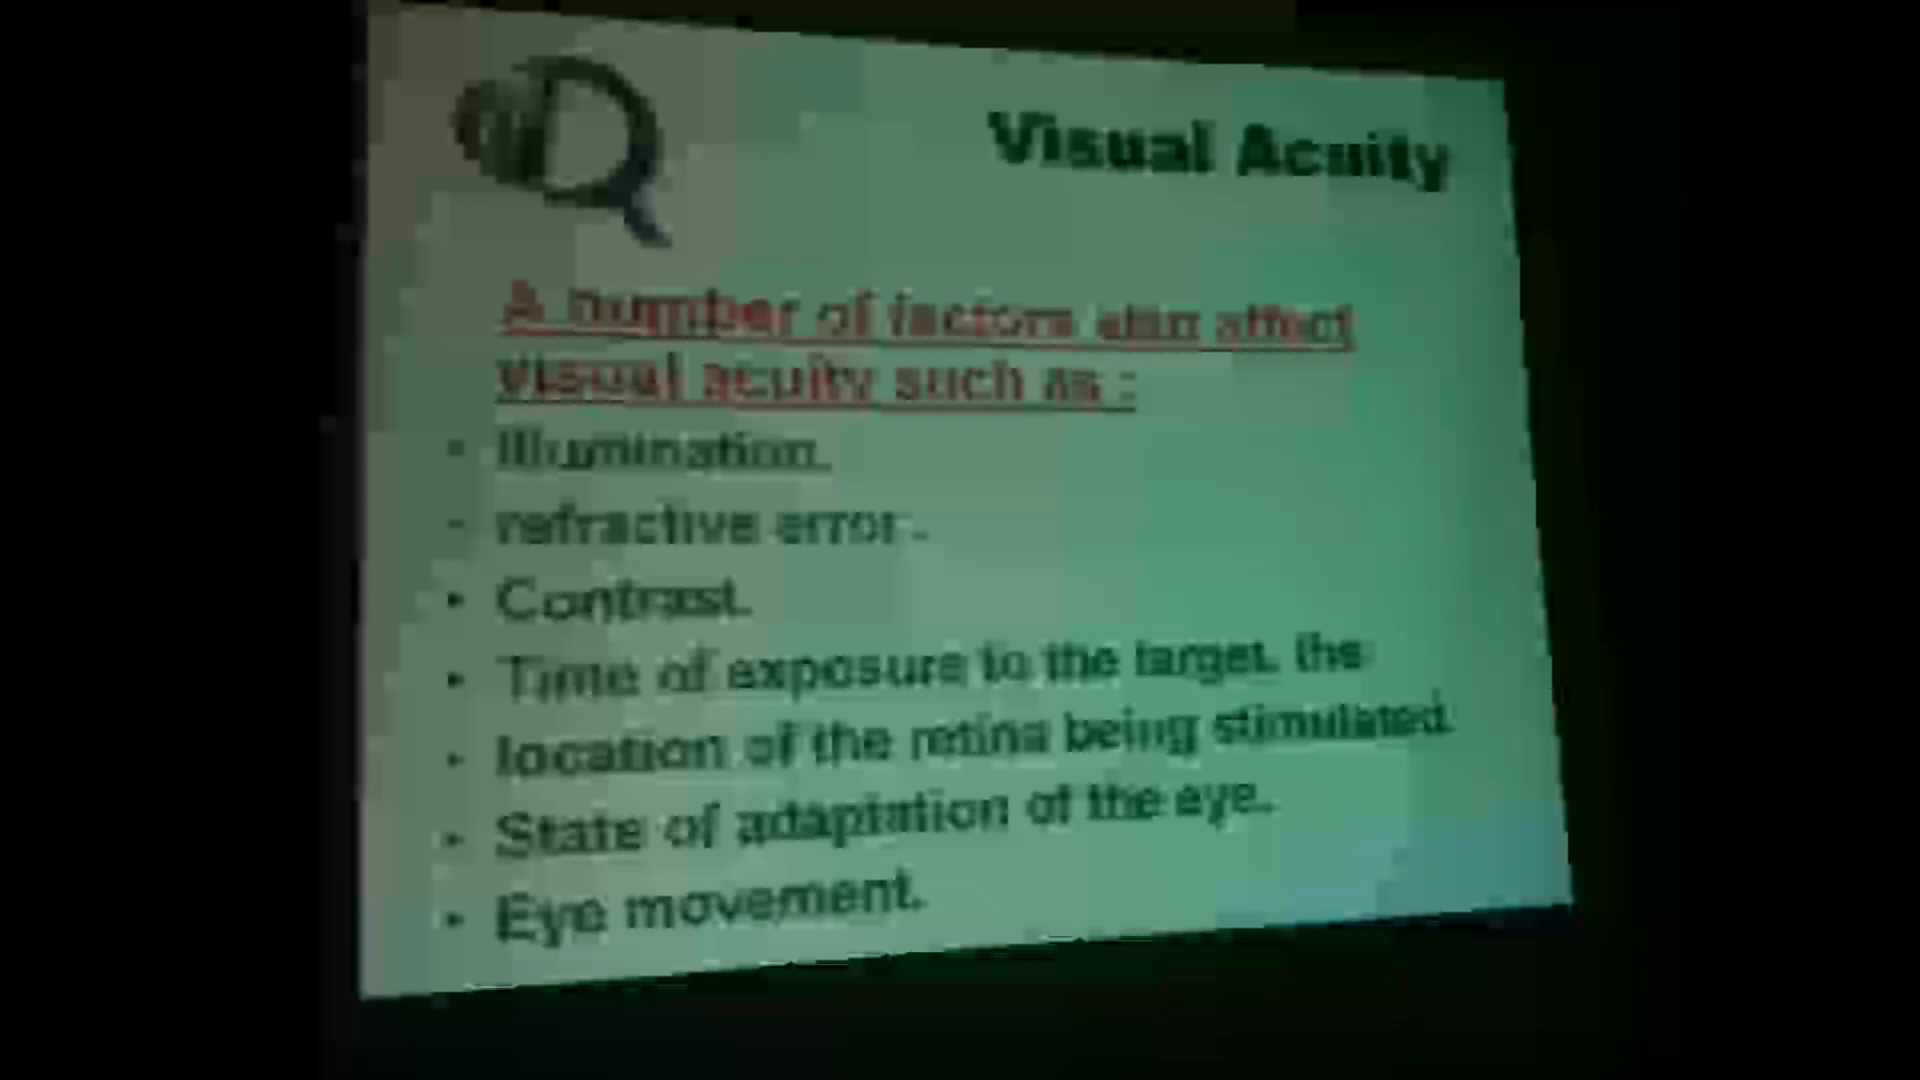 Visual Acuity
A number of factors also affect
visual acuity such as :
• Illumination.
• refractive error.
• Contrast.
• Time of exposure to the target. the
• location of the retina being stimulated.
• State of adaptation of the eye.
• Eye movement.